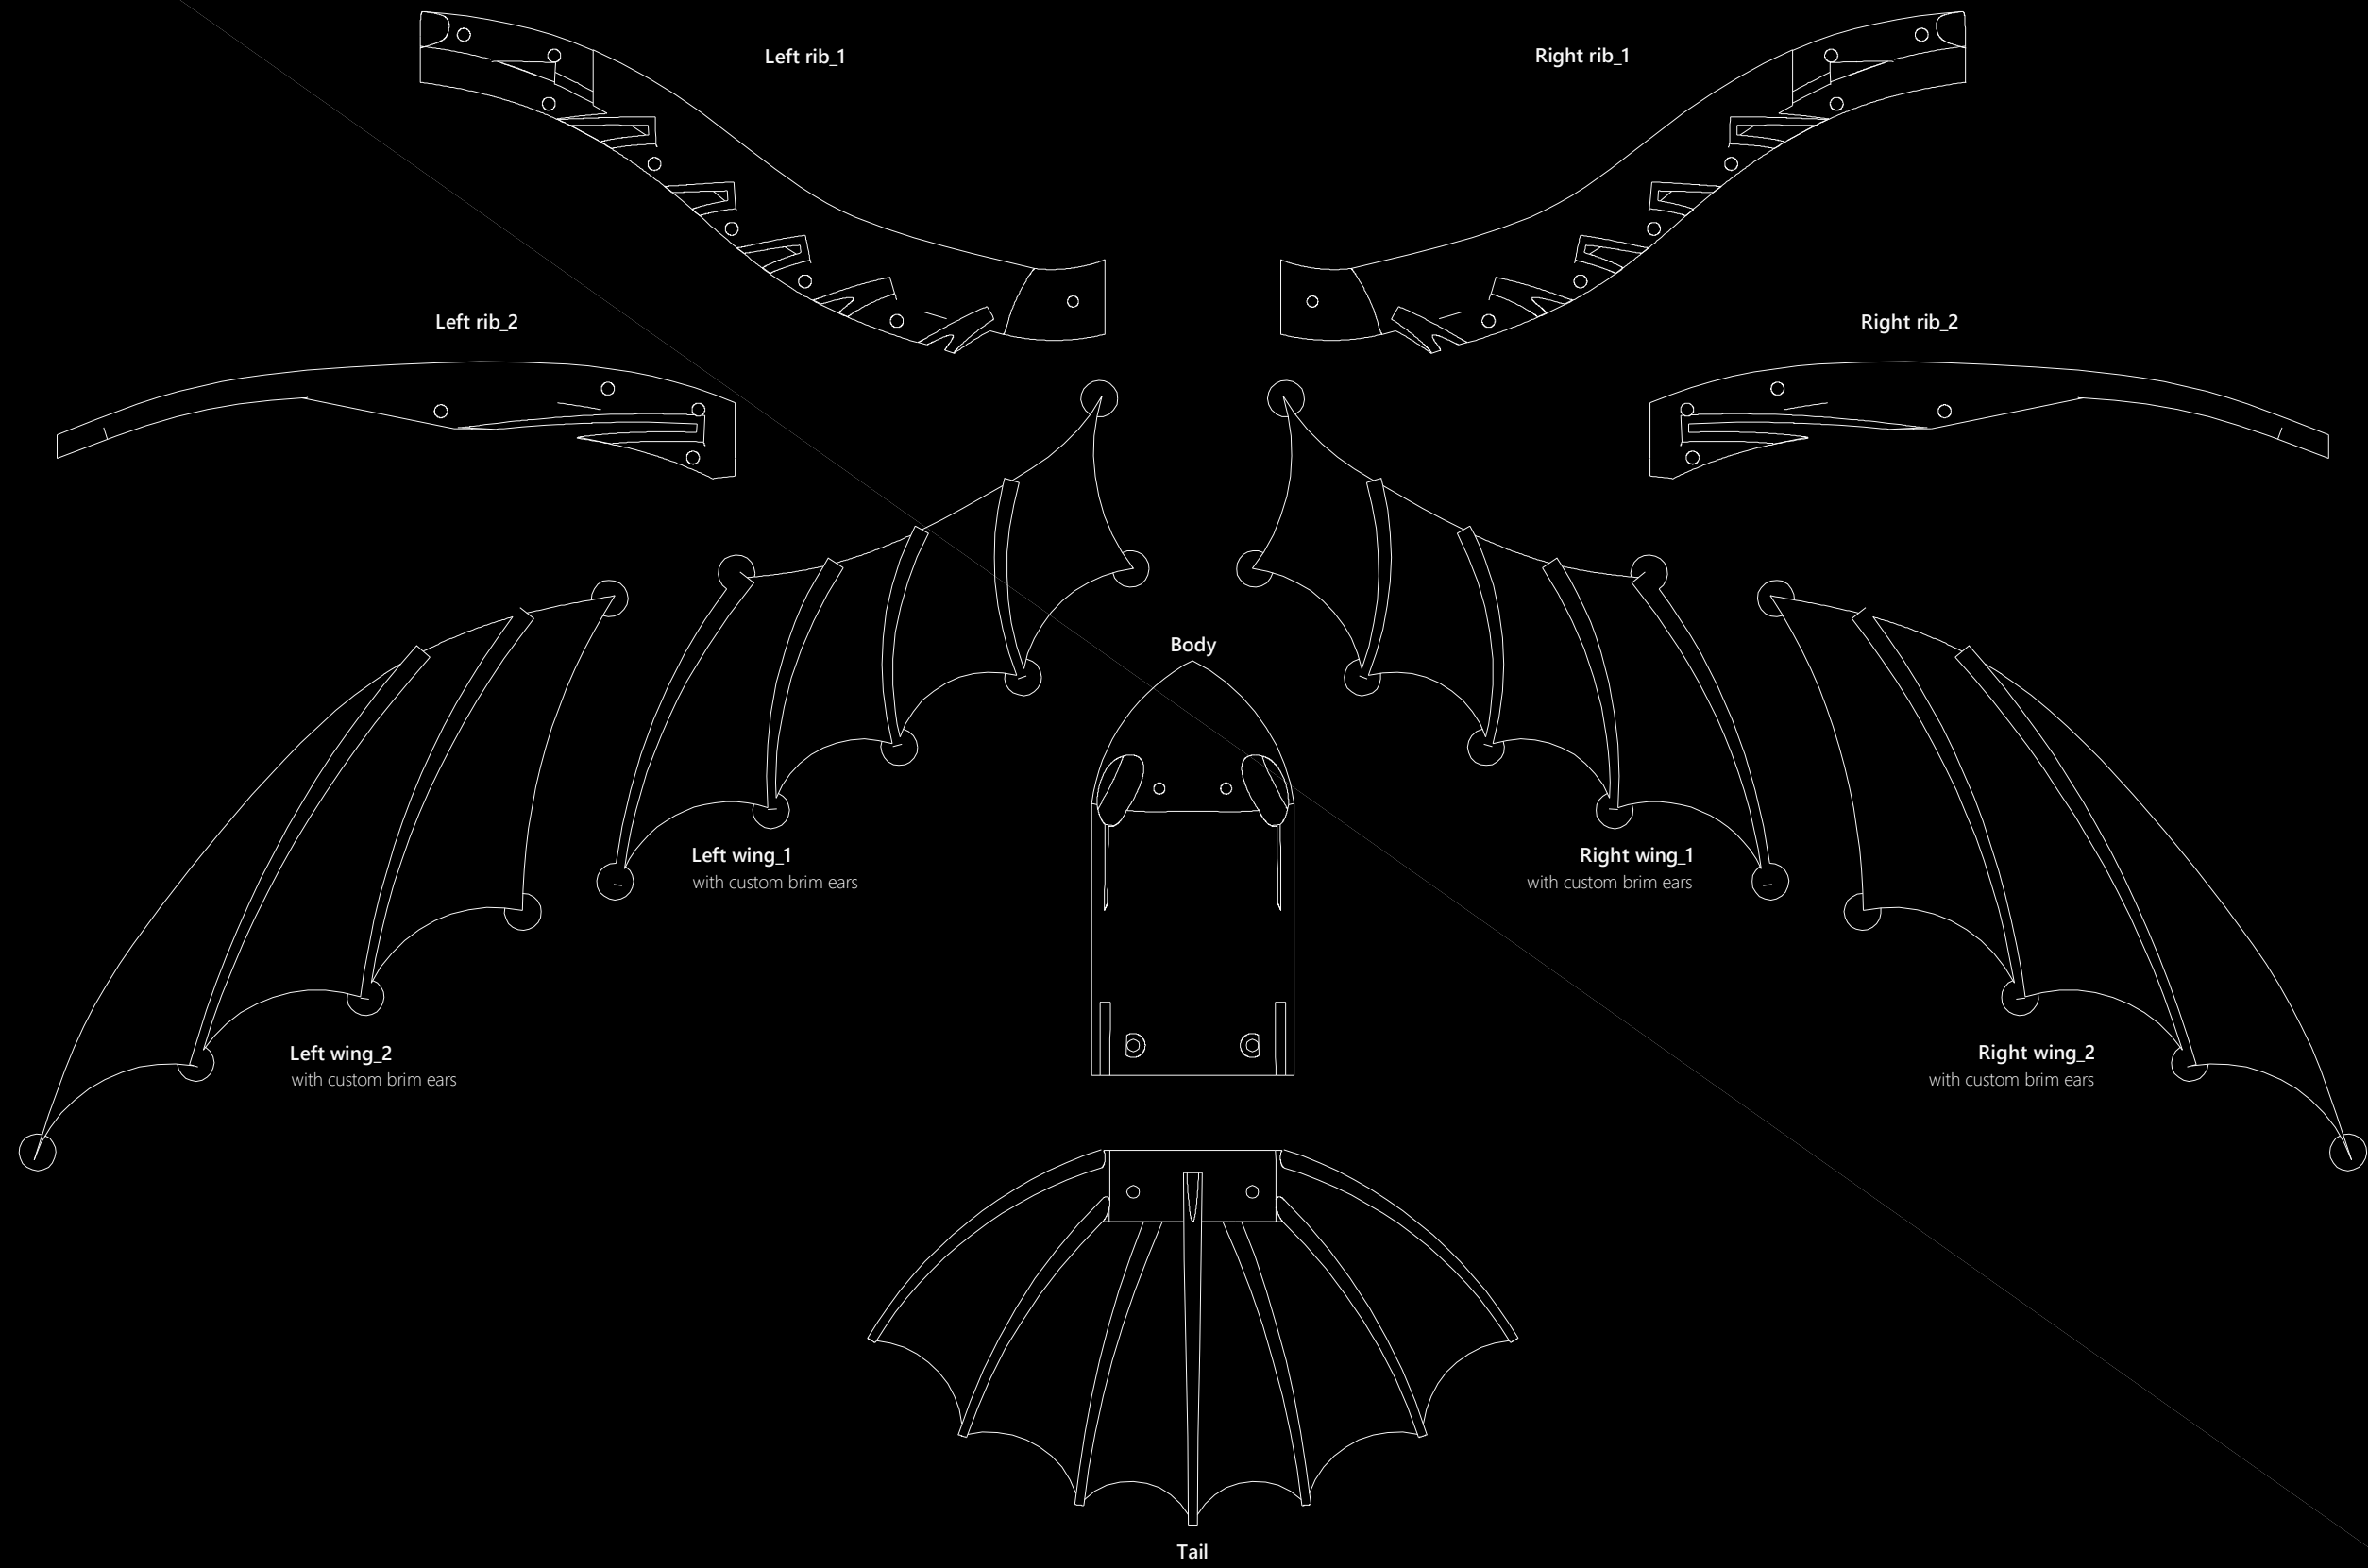 Left rib_1
Right rib_1
Left rib_2
Right rib_2
Body
Left wing_1
with custom brim ears
Right wing_1
with custom brim ears
Left wing_2
with custom brim ears
Right wing_2
with custom brim ears
Tail